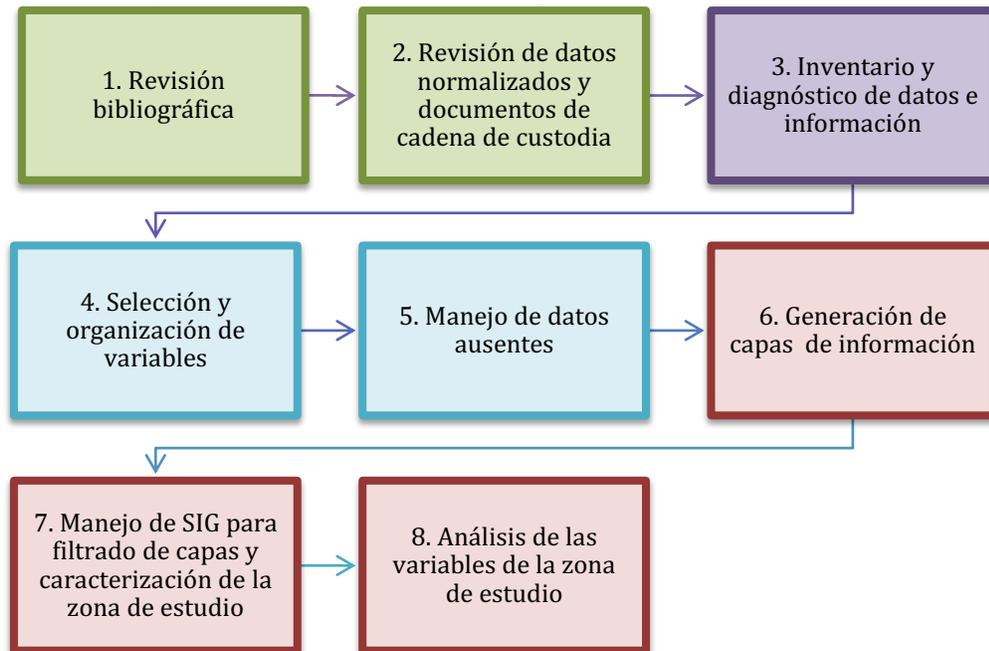 1. Revisión
bibliográfica
2. Revisión de datos
normalizados y
documentos de
cadena de custodia
3. Inventario y
diagnóstico de datos e
información
4. Selección y
organización de
variables
5. Manejo de datos
ausentes
6. Generación de
capas  de información
7. Manejo de SIG para
filtrado de capas y
caracterización de la
zona de estudio
8. Análisis de las
variables de la zona
de estudio